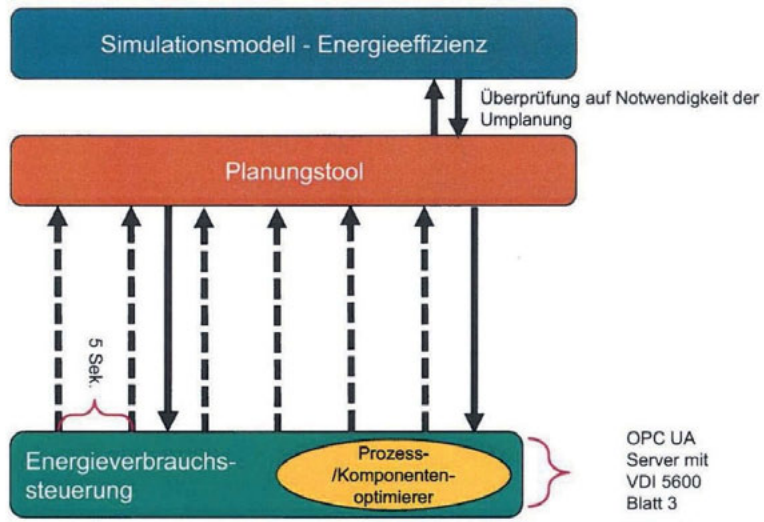 Simulationsmodell - Energieeffizienz
Überprüfung auf Notwendigkeit der
Umplanung
Planungstool
5 Sek.
Energieverbrauchs-
steuerung
Prozess-
/Komponenten-
optimierer
OPC UA
Server mit
VDI 5600
Blatt 3